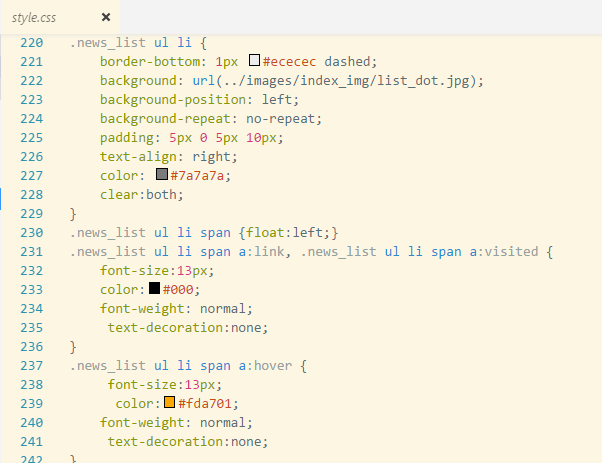 style.css ×
220 .news_list ul li {
221     border-bottom: 1px #ececec dashed;
222     background: url(../images/index_img/list_dot.jpg);
223     background-position: left;
224     background-repeat: no-repeat;
225     padding: 5px 0 5px 10px;
226     text-align: right;
227     color: #7a7a7a;
228     clear:both;
229 }
230 .news_list ul li span {float:left;}
231 .news_list ul li span a:link, .news_list ul li span a:visited {
232     font-size:13px;
233     color:#000;
234     font-weight: normal;
235      text-decoration:none;
236 }
237 .news_list ul li span a:hover {
238      font-size:13px;
239       color:#fda701;
240     font-weight: normal;
241      text-decoration:none;
242 }